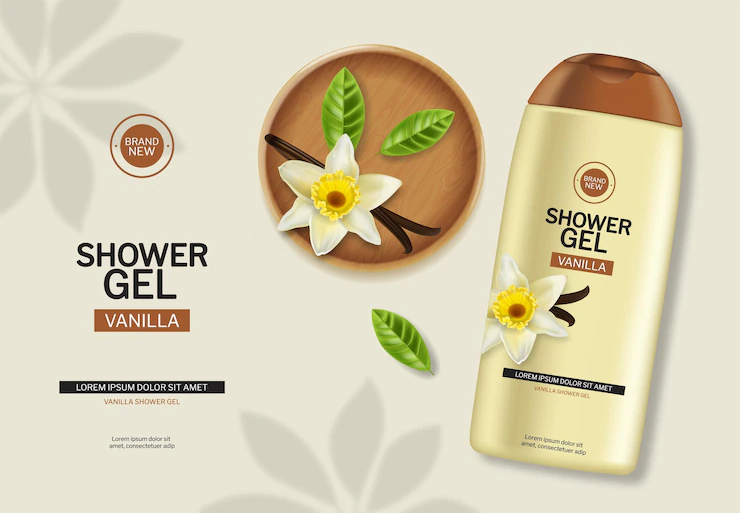 BRAND
NEW
SHOWER
GEL
VANILLA
LOREM IPSUM DOLOR SIT AMET
VANILLA SHOWER GEL
Lorem ipsum dolor sit
amet, consectetuer adip
BRAND
NEW
SHOWER
GEL
VANILLA
LOREM IPSUM DOLOR SIT AMET
VANILLA SHOWER GEL
Lorem ipsum dolor sit
amet, consectetuer adip